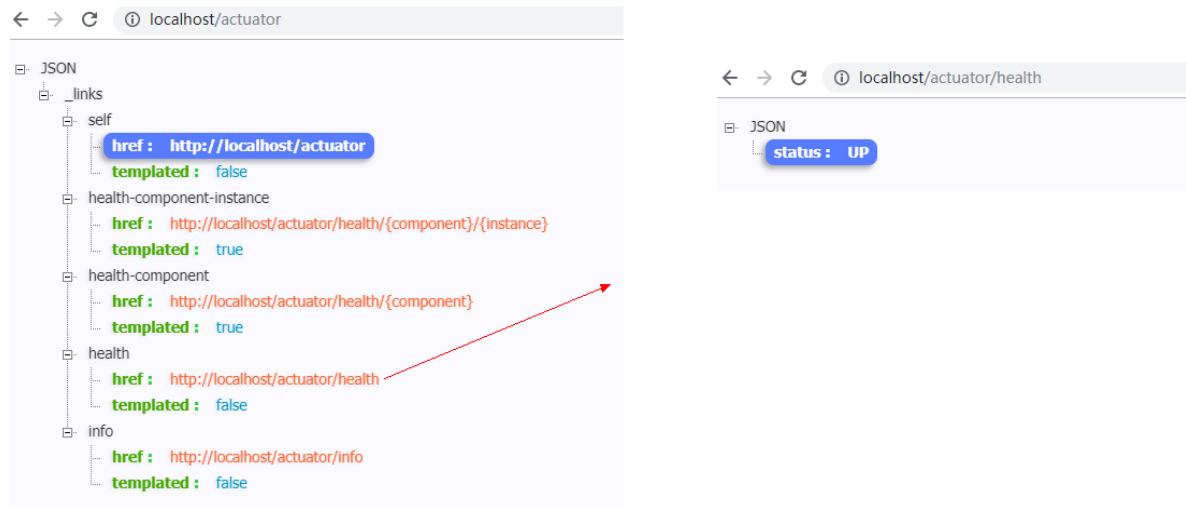 localhost/actuator
JSON
_links
self
href : http://localhost/actuator
templated : false
health-component-instance
href : http://localhost/actuator/health/{component}/{instance}
templated : true
health-component
href : http://localhost/actuator/health/{component}
templated : true
health
href : http://localhost/actuator/health
templated : false
info
href : http://localhost/actuator/info
templated : false
localhost/actuator/health
JSON
status : UP